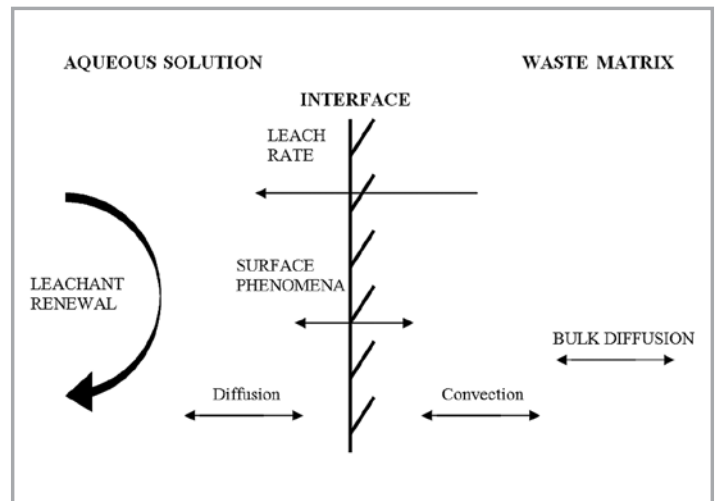 AQUEOUS SOLUTION
WASTE MATRIX
INTERFACE
LEACH
RATE
LEACHANT
RENEWAL
SURFACE
PHENOMENA
BULK DIFFUSION
Diffusion
Convection